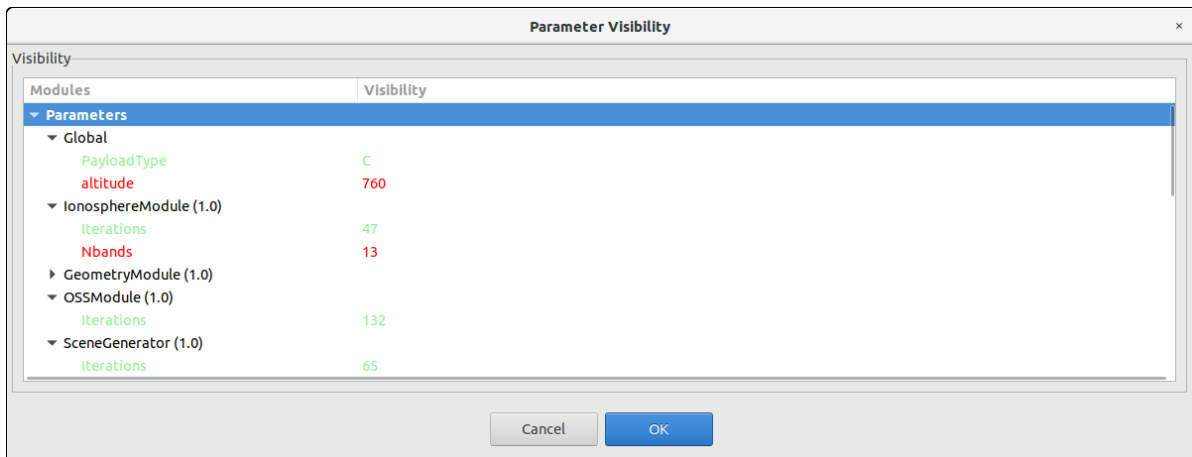 Parameter Visibility
Visibility
Modules Visibility
Parameters
Global
PayloadType C
altitude 760
IonosphereModule (1.0)
Iterations 47
Nbands 13
GeometryModule (1.0)
OSSModule (1.0)
Iterations 132
SceneGenerator (1.0)
Iterations 65
Cancel OK